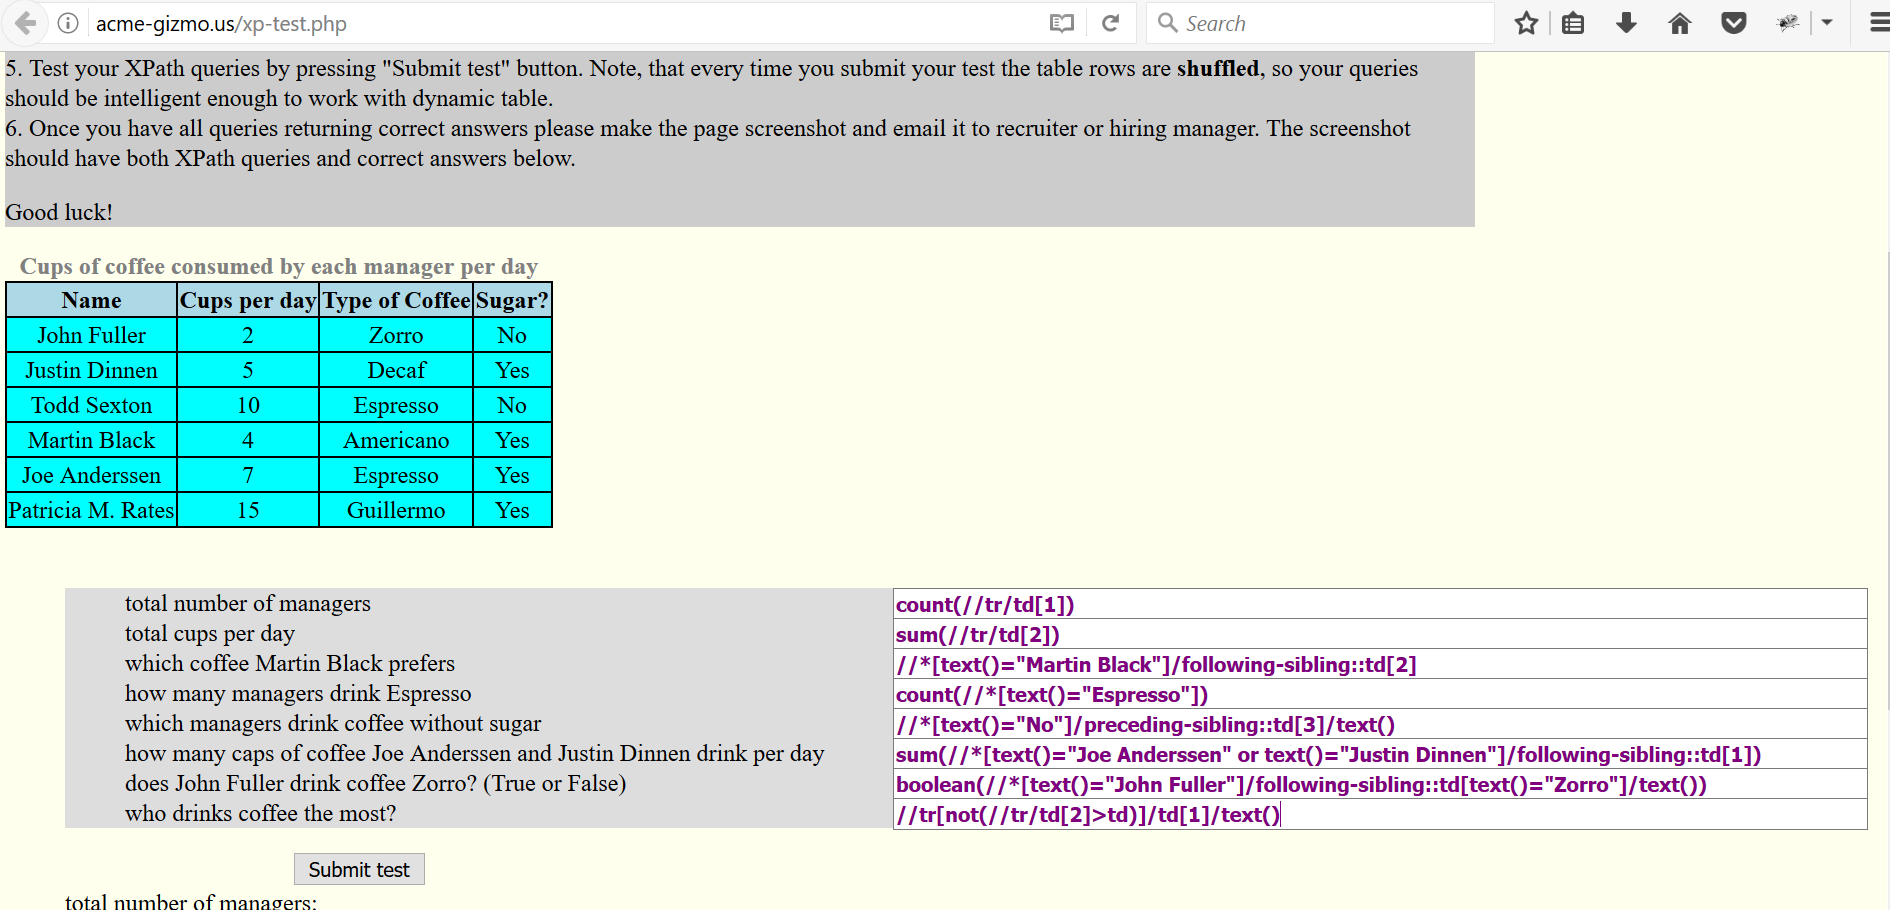 acme-gizmo.us/xp-test.php
Search
5. Test your XPath queries by pressing "Submit test" button. Note, that every time you submit your test the table rows are shuffled, so your queries
should be intelligent enough to work with dynamic table.
6. Once you have all queries returning correct answers please make the page screenshot and email it to recruiter or hiring manager. The screenshot
should have both XPath queries and correct answers below.
Good luck!
Cups of coffee consumed by each manager per day
Name Cups per day Type of Coffee Sugar?
John Fuller 2 Zorro No
Justin Dinnen 5 Decaf Yes
Todd Sexton 10 Espresso No
Martin Black 4 Americano Yes
Joe Anderssen 7 Espresso Yes
Patricia M. Rates 15 Guillermo Yes
total number of managers count(//tr/td[1])
total cups per day sum(//tr/td[2])
which coffee Martin Black prefers //*[text()="Martin Black"]/following-sibling::td[2]
how many managers drink Espresso count(//*[text()="Espresso"])
which managers drink coffee without sugar //*[text()="No"]/preceding-sibling::td[3]/text()
how many caps of coffee Joe Anderssen and Justin Dinnen drink per day sum(//*[text()="Joe Anderssen" or text()="Justin Dinnen"]/following-sibling::td[1])
does John Fuller drink coffee Zorro? (True or False) boolean(//*[text()="John Fuller"]/following-sibling::td[text()="Zorro"]/text())
who drinks coffee the most? //tr[not(//tr/td[2]>td)]/td[1]/text()
Submit test
total number of managers: